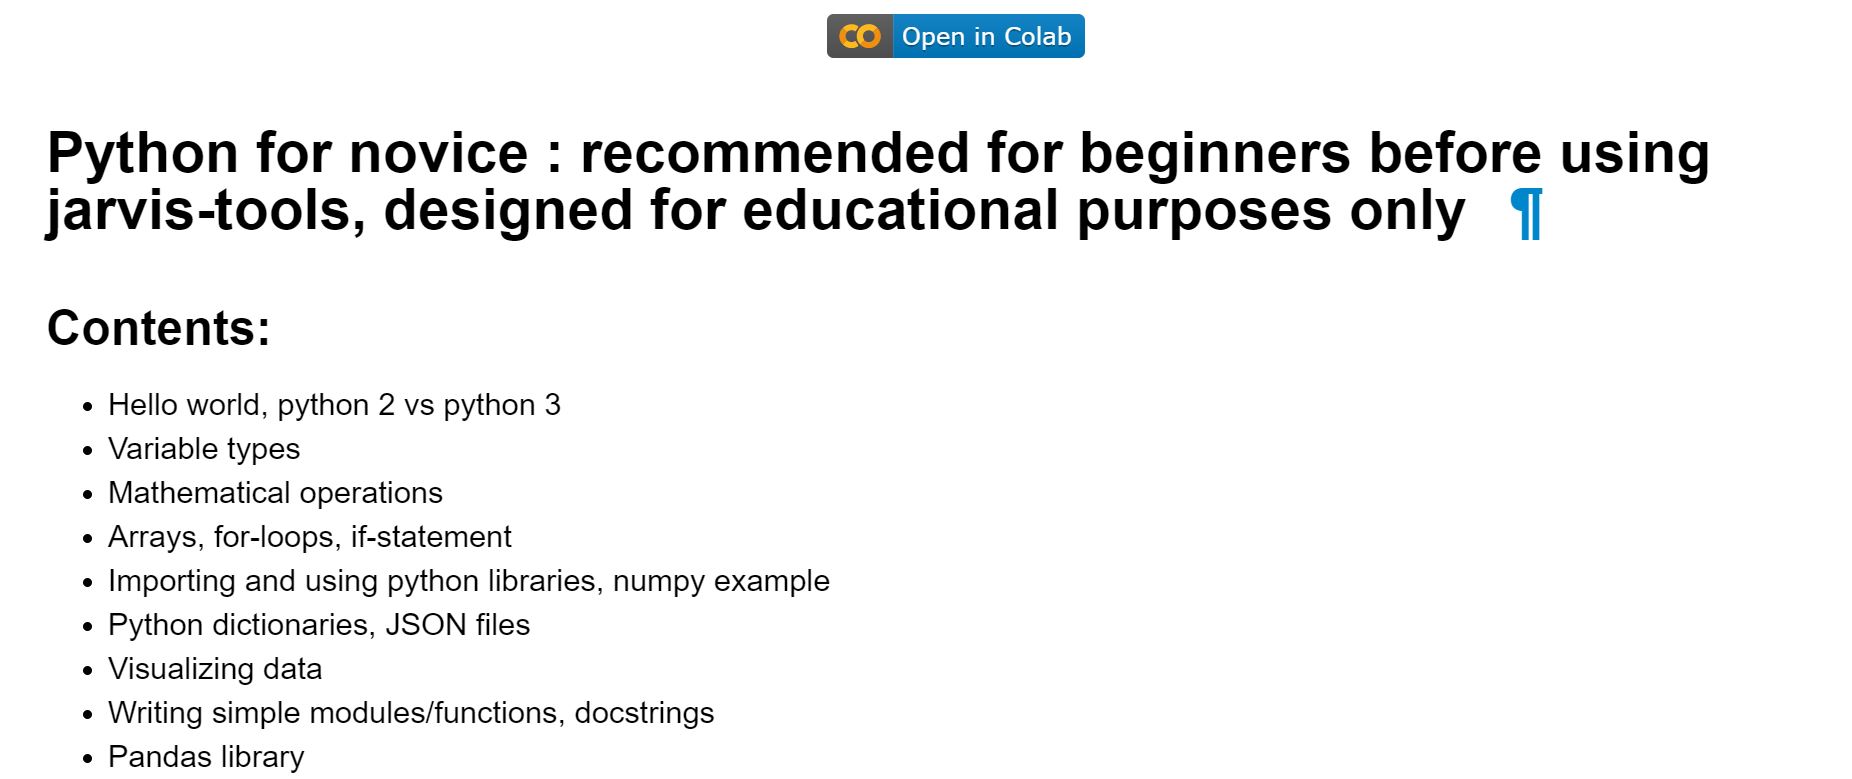 Open in Colab
Python for novice : recommended for beginners before using
jarvis-tools, designed for educational purposes only ¶
Contents:
• Hello world, python 2 vs python 3
• Variable types
• Mathematical operations
• Arrays, for-loops, if-statement
• Importing and using python libraries, numpy example
• Python dictionaries, JSON files
• Visualizing data
• Writing simple modules/functions, docstrings
• Pandas library